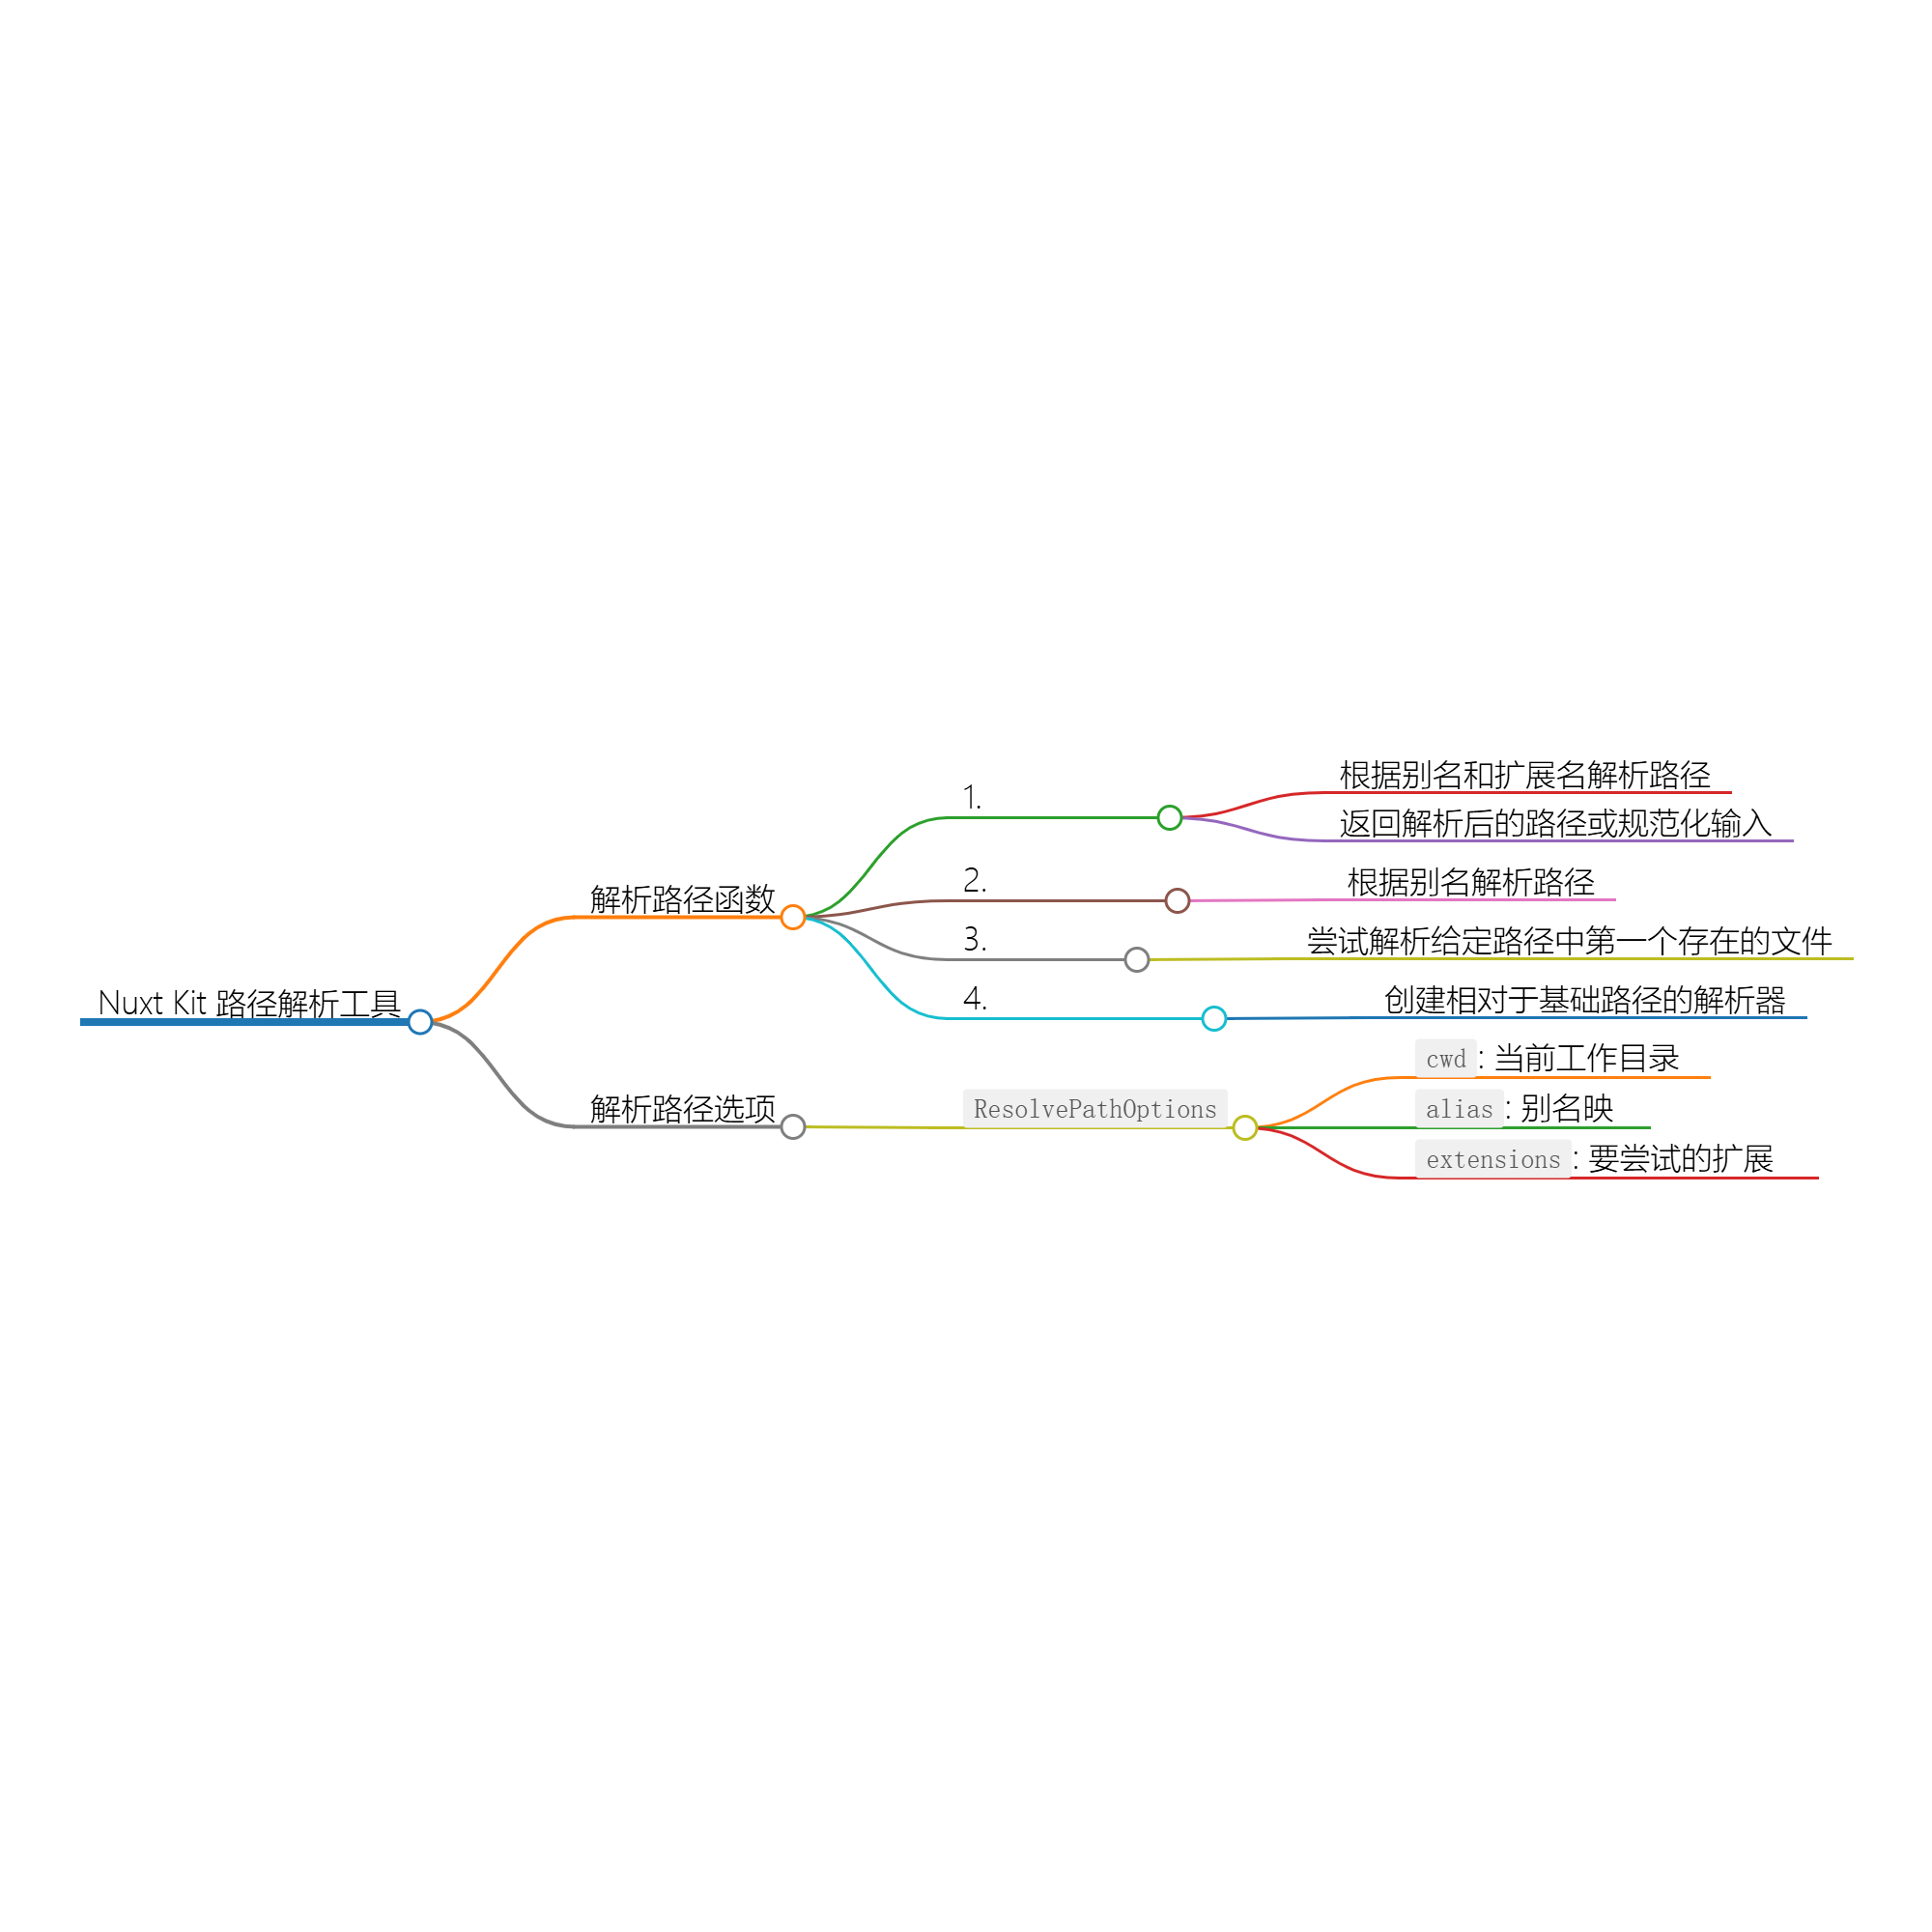 Nuxt Kit 路径解析工具
解析路径函数
1.
根据别名和扩展名解析路径
返回解析后的路径或规范化输入
2.
根据别名解析路径
3.
尝试解析给定路径中第一个存在的文件
4.
创建相对于基础路径的解析器
解析路径选项
ResolvePathOptions
cwd: 当前工作目录
alias: 别名映
extensions: 要尝试的扩展